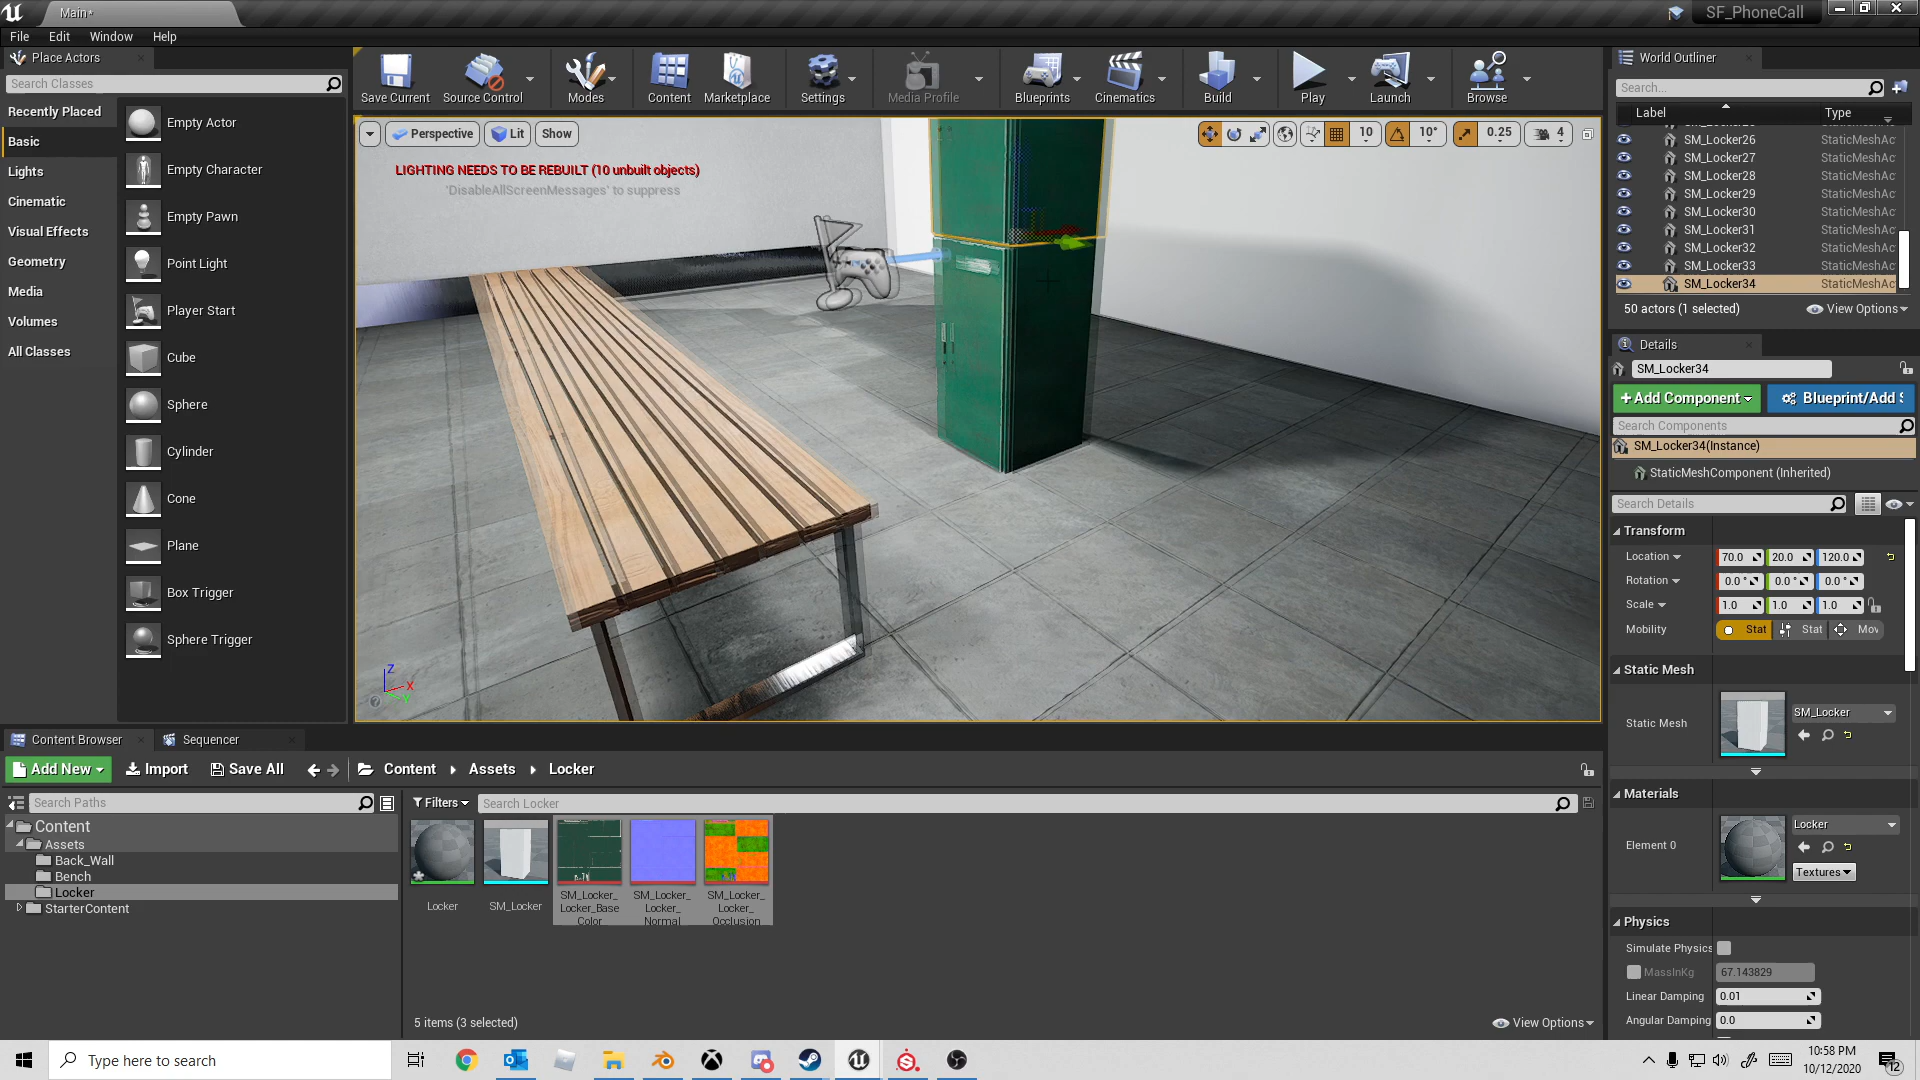 Main*
SF_PhoneCall
File
Edit
Window
Help
Place Actors
Search Classes
Recently Placed
Basic
Lights
Cinematic
Visual Effects
Geometry
Media
Volumes
All Classes
Empty Actor
Empty Character
Empty Pawn
Point Light
Player Start
Cube
Sphere
Cylinder
Cone
Plane
Box Trigger
Sphere Trigger
Save Current
Source Control
Modes
Content
Marketplace
Settings
Media Profile
Blueprints
Cinematics
Build
Play
Launch
Browse
Perspective
Lit
Show
10
10°
0.25
4
LIGHTING NEEDS TO BE REBUILT (10 unbuilt objects)
'DisableAllScreenMessages' to suppress
Z
X
World Outliner
Search...
Label
Type
SM_Locker26 StaticMeshAc
SM_Locker27 StaticMeshAc
SM_Locker28 StaticMeshAc
SM_Locker29 StaticMeshAc
SM_Locker30 StaticMeshAc
SM_Locker31 StaticMeshAc
SM_Locker32 StaticMeshAc
SM_Locker33 StaticMeshAc
SM_Locker34 StaticMeshAc
50 actors (1 selected)
View Options
Details
SM_Locker34
+Add Component
Blueprint/Add S
Search Components
SM_Locker34(Instance)
StaticMeshComponent (Inherited)
Search Details
Transform
Location 70.0 20.0 120.0
Rotation 0.0 ° 0.0 ° 0.0 °
Scale 1.0 1.0 1.0
Mobility Stat Stat Mov
Static Mesh
Static Mesh
SM_Locker
Materials
Element 0
Locker
Textures
Physics
Simulate Physics
MassInKg 67.143829
Linear Damping 0.01
Angular Damping 0.0
Content Browser
Sequencer
Add New
Import
Save All
Content
Assets
Locker
Search Paths
Filters
Search Locker
Content
Assets
Back_Wall
Bench
Locker
StarterContent
Locker
SM_Locker
SM_Locker_
Locker_Base
Color
SM_Locker_
Locker_
Normal
SM_Locker_
Locker_
Occlusion
5 items (3 selected)
View Options
Type here to search
10:58 PM
10/12/2020
12